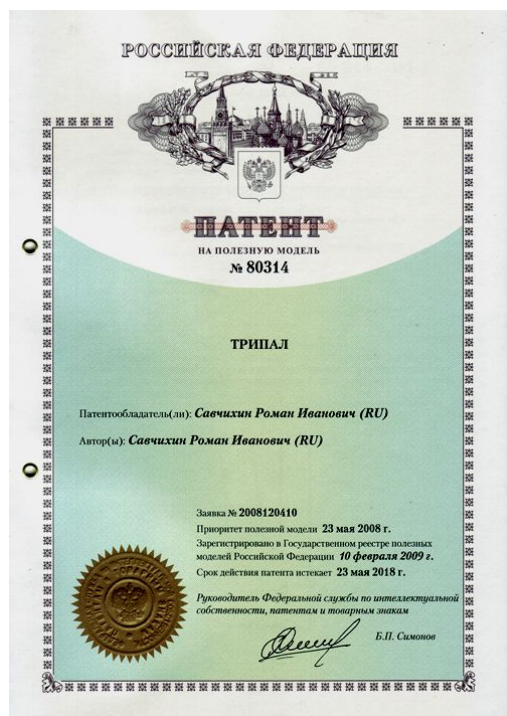 РОССИЙСКАЯ ФЕДЕРАЦИЯ
ПАТЕНТ
НА ПОЛЕЗНУЮ МОДЕЛЬ
№ 80314
ТРИПАЛ
Патентообладатель(ли): Савчихин Роман Иванович (RU)
Автор(ы): Савчихин Роман Иванович (RU)
Заявка № 2008120410
Приоритет полезной модели 23 мая 2008 г.
Зарегистрировано в Государственном реестре полезных
моделей Российской Федерации 10 февраля 2009 г.
Срок действия патента истекает 23 мая 2018 г.
Руководитель Федеральной службы по интеллектуальной
собственности, патентам и товарным знакам
Б.П. Симонов